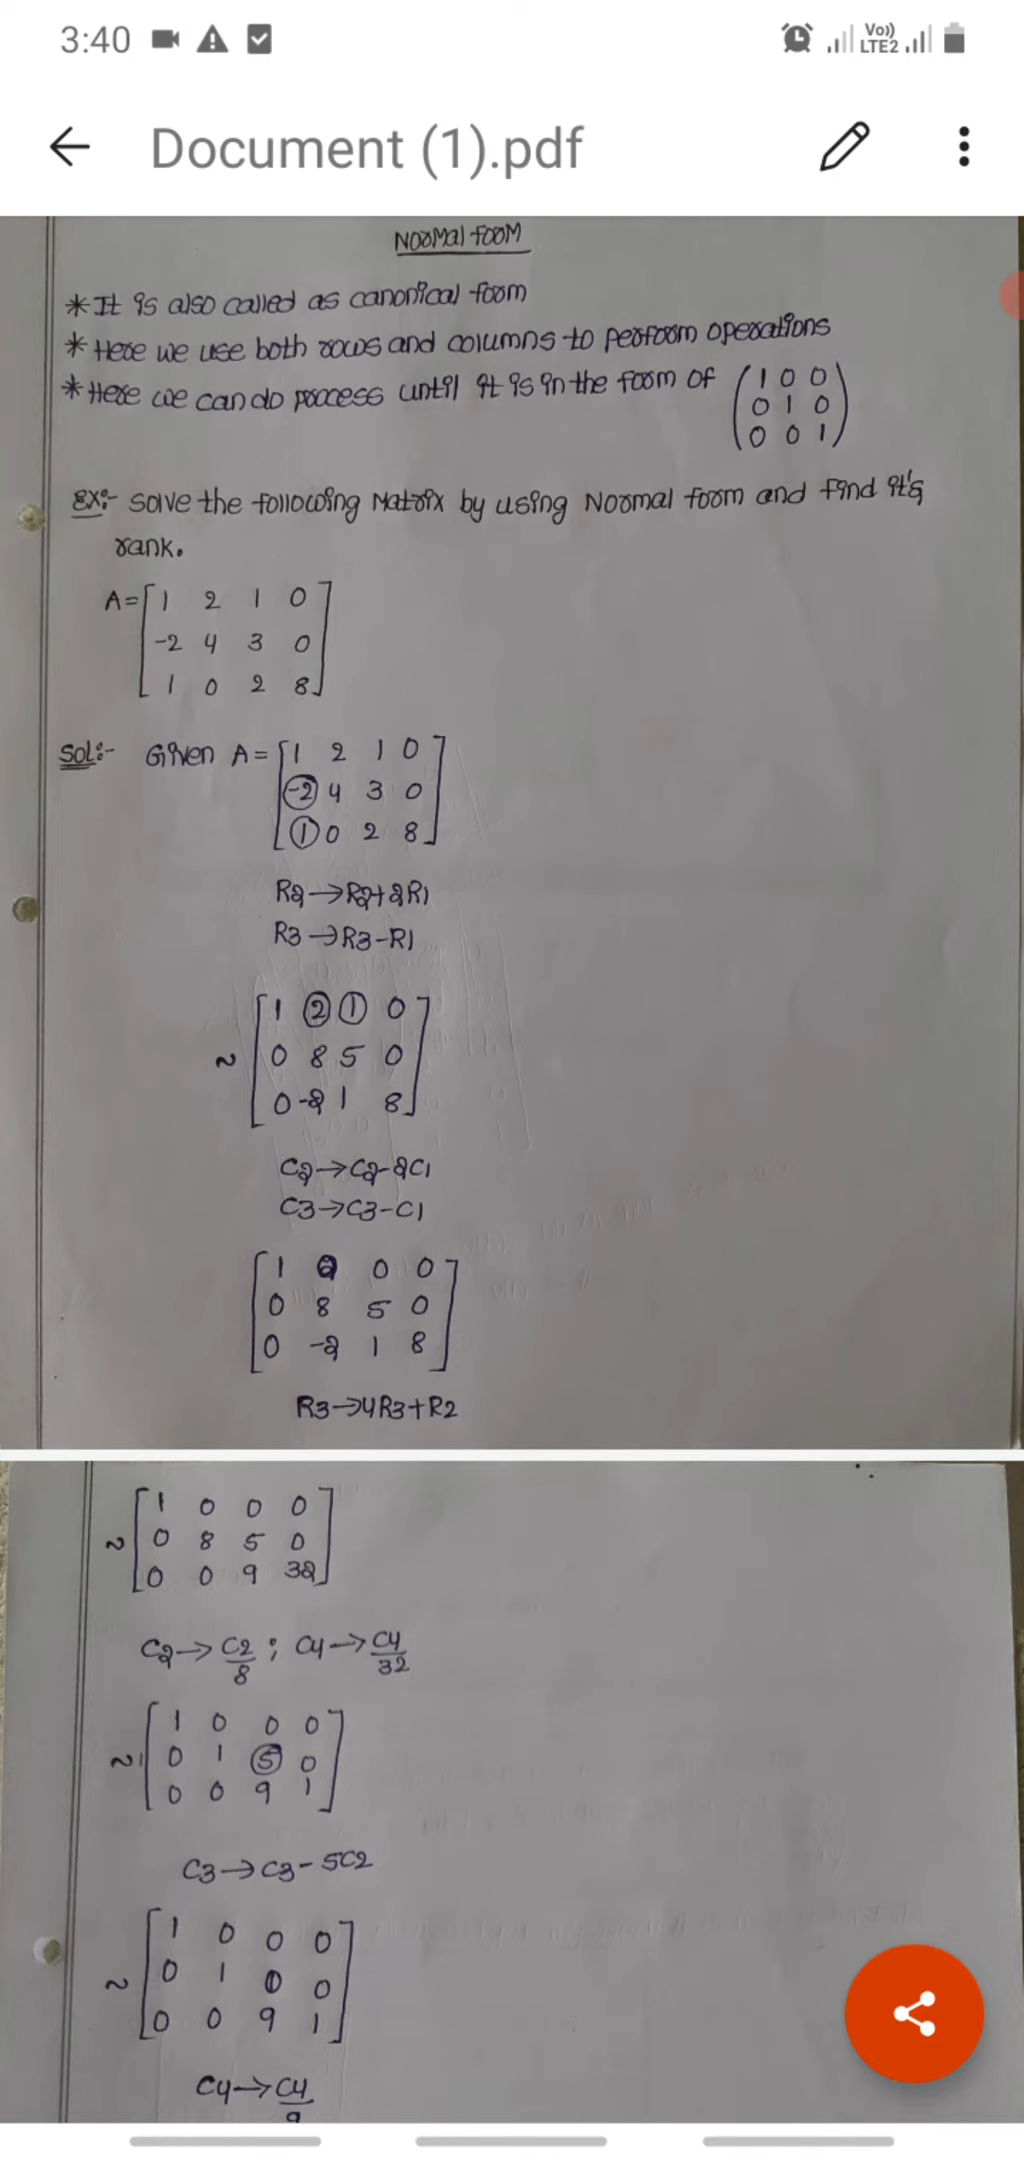 3:40
Vo))
LTE2
Document (1).pdf
Normal form
*It is also called as canonical form
*Here we use both rows and columns to perform operations
*Here we can do process until it is in the form of (1 0 0
0 1 0
0 0 1)
Ex:- Solve the following Matrix by using Normal form and find it's
rank.
A=[1 2 1 0
-2 4 3 0
1 0 2 8]
Sol:- Given A=[1 2 1 0
-2 4 3 0
1 0 2 8]
R2→R2+2R1
R3→R3-R1
~[1 2 1 0
0 8 5 0
0 -2 1 8]
C2→C2-2C1
C3→C3-C1
[1 0 0 0
0 8 5 0
0 -2 1 8]
R3→4R3+R2
~[1 0 0 0
0 8 5 0
0 0 9 32]
C2→C2/8; C4→C4/32
~[1 0 0 0
0 1 5 0
0 0 9 1]
C3→C3-5C2
~[1 0 0 0
0 1 0 0
0 0 9 1]
C4→C4/9